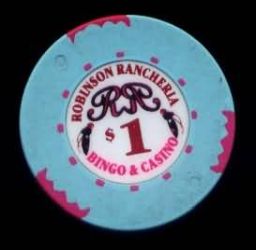 ROBINSON RANCHERIA
RR
$1
BINGO & CASINO